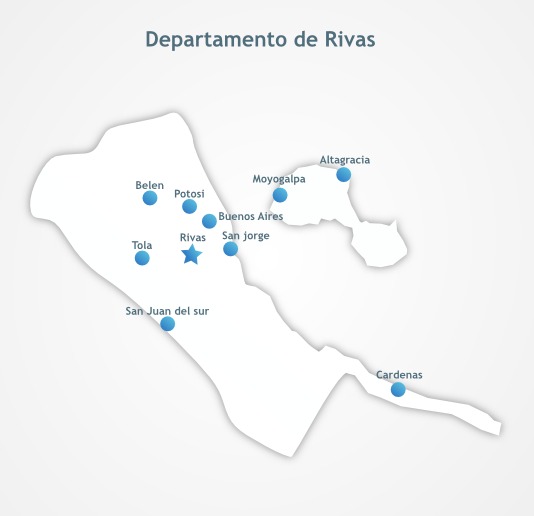 Departamento de Rivas
Altagracia
Moyogalpa
Belen
Potosi
Buenos Aires
Rivas
San jorge
Tola
San Juan del sur
Cardenas